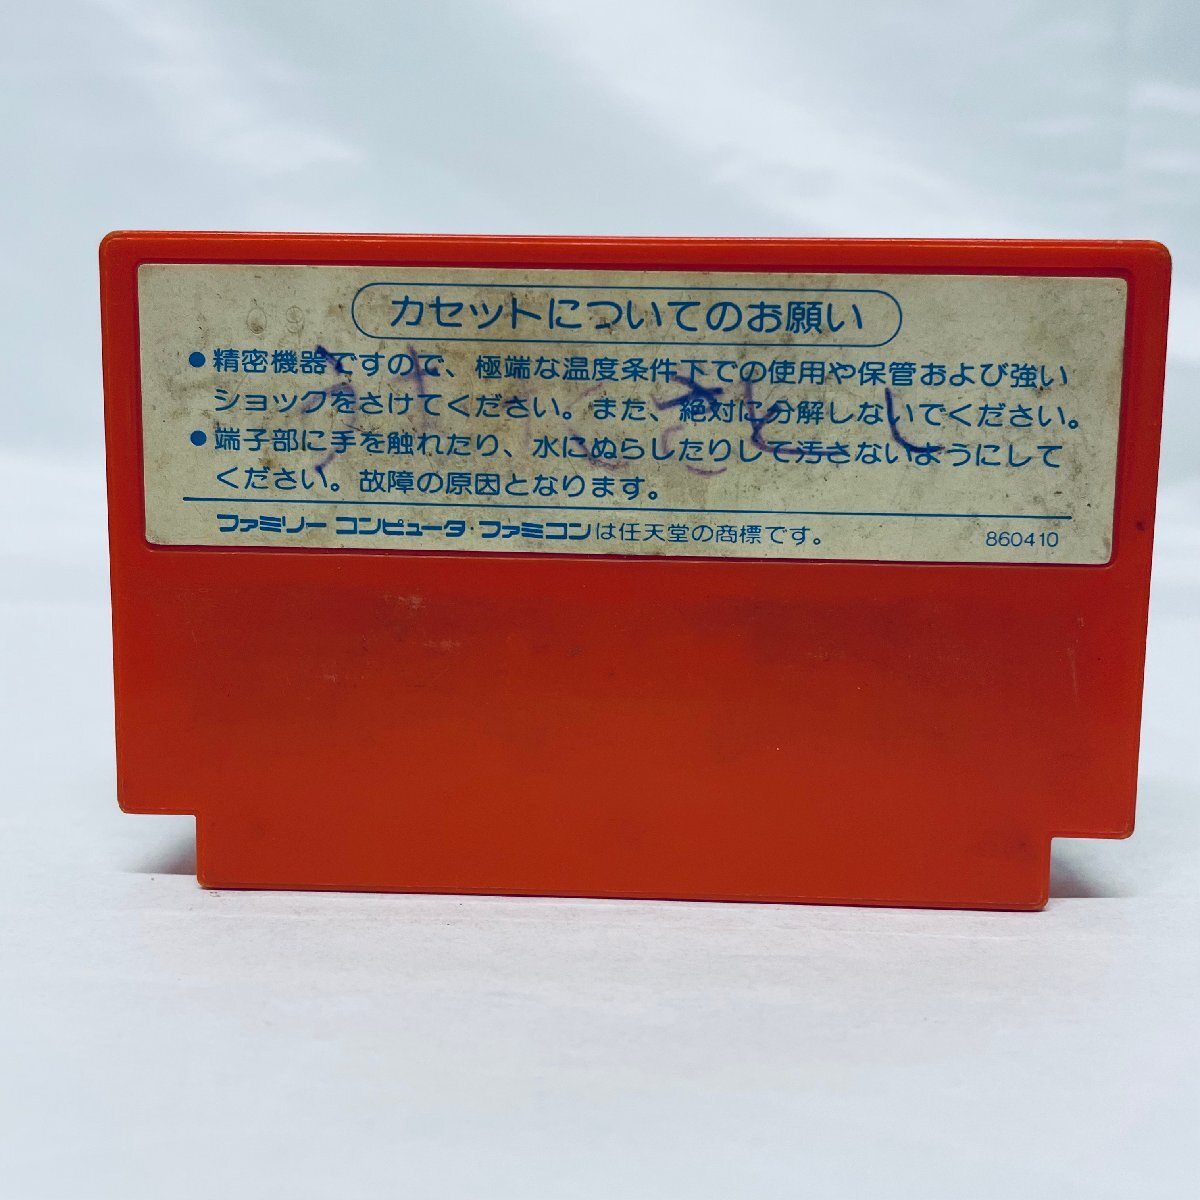 カセットについてのお願い
●精密機器ですので、極端な温度条件下での使用や保管および強い
ショックをさけてください。また、絶対に分解しないでください。
●端子部に手を触れたり、水にぬらしたりして汚さないようにして
ください。故障の原因となります。
ファミリー コンピュータ・ファミコンは任天堂の商標です。
860410
さとし